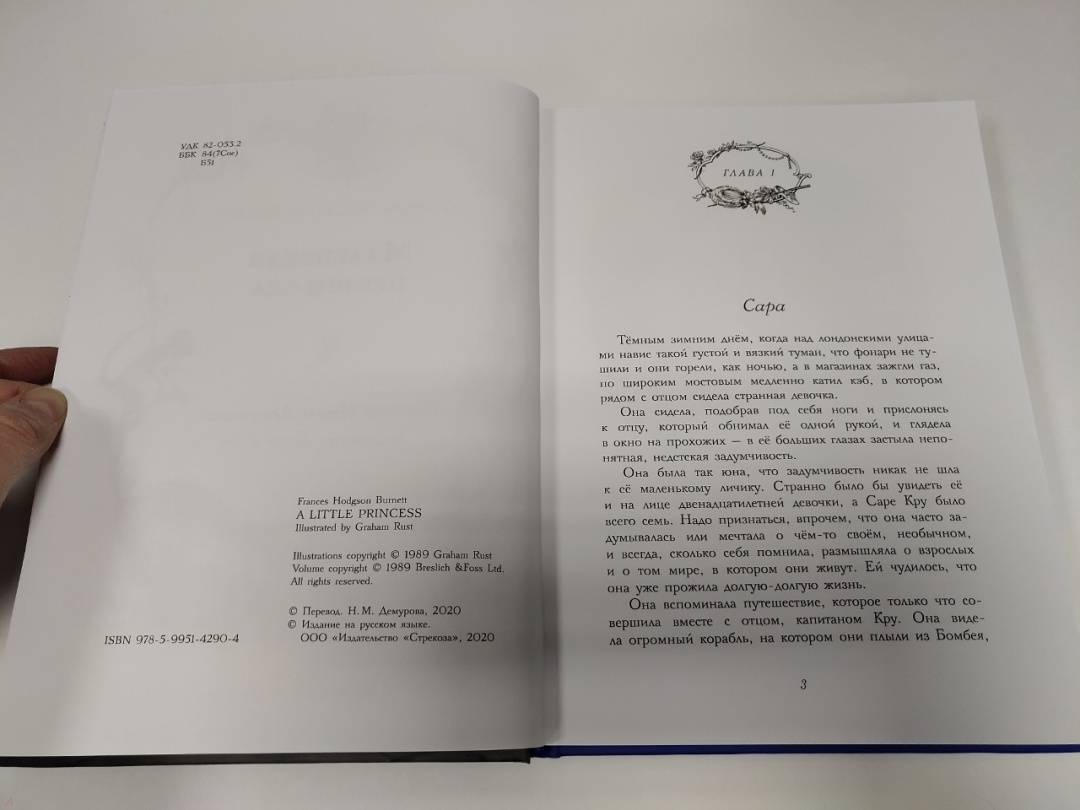 УДК 82-053.2
ББК 84(7Сое)
Б51
Frances Hodgson Burnett
A LITTLE PRINCESS
Illustrated by Graham Rust
Illustrations copyright © 1989 Graham Rust
Volume copyright © 1989 Breslich &Foss Ltd.
All rights reserved.
© Перевод. Н.М. Демурова, 2020
© Издание на русском языке.
ООО «Издательство «Стрекоза», 2020
ISBN 978-5-9951-4290-4
ГЛАВА I
Сара
Тёмным зимним днём, когда над лондонскими улица-
ми навис такой густой и вязкий туман, что фонари не ту-
шили и они горели, как ночью, а в магазинах зажгли газ,
по широким мостовым медленно катил кэб, в котором
рядом с отцом сидела странная девочка.
Она сидела, подобрав под себя ноги и прислонясь
к отцу, который обнимал её одной рукой, и глядела
в окно на прохожих — в её больших глазах застыла непо-
нятная, недетская задумчивость.
Она была так юна, что задумчивость никак не шла
к её маленькому личику. Странно было бы увидеть её
и на лице двенадцатилетней девочки, а Саре Кру было
всего семь. Надо признаться, впрочем, что она часто за-
думывалась или мечтала о чём-то своём, необычном,
и всегда, сколько себя помнила, размышляла о взрослых
и о том мире, в котором они живут. Ей чудилось, что
она уже прожила долгую-долгую жизнь.
Она вспоминала путешествие, которое только что со-
вершила вместе с отцом, капитаном Кру. Она виде-
ла огромный корабль, на котором они плыли из Бомбея,
3